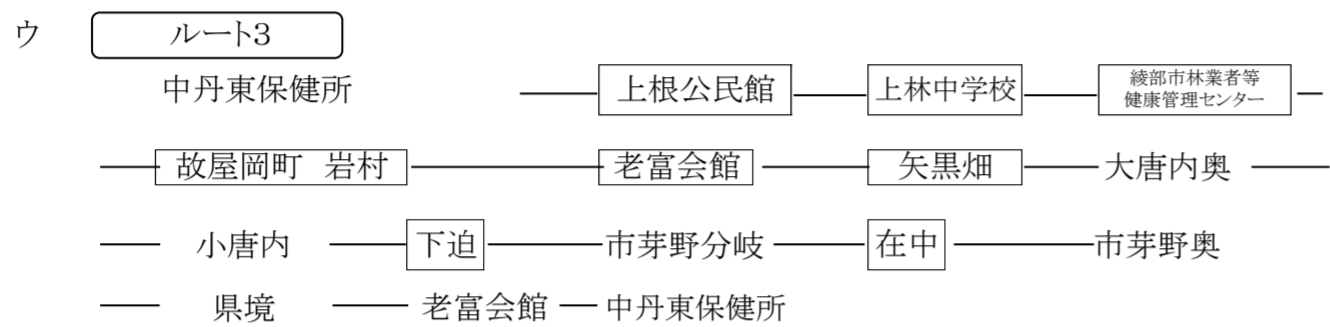 ウ ルート3
中丹東保健所 上根公民館 上林中学校 綾部市林業者等
健康管理センター
故屋岡町 岩村 老富会館 矢黒畑 大唐内奥
小唐内 下迫 市茅野分岐 在中 市茅野奥
県境 老富会館 中丹東保健所